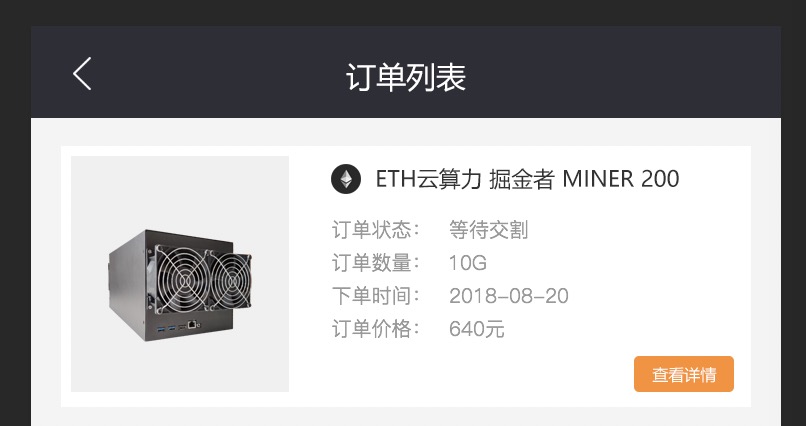 订单列表
ETH云算力 掘金者 MINER 200
订单状态： 等待交割
订单数量： 10G
下单时间： 2018-08-20
订单价格： 640元
查看详情